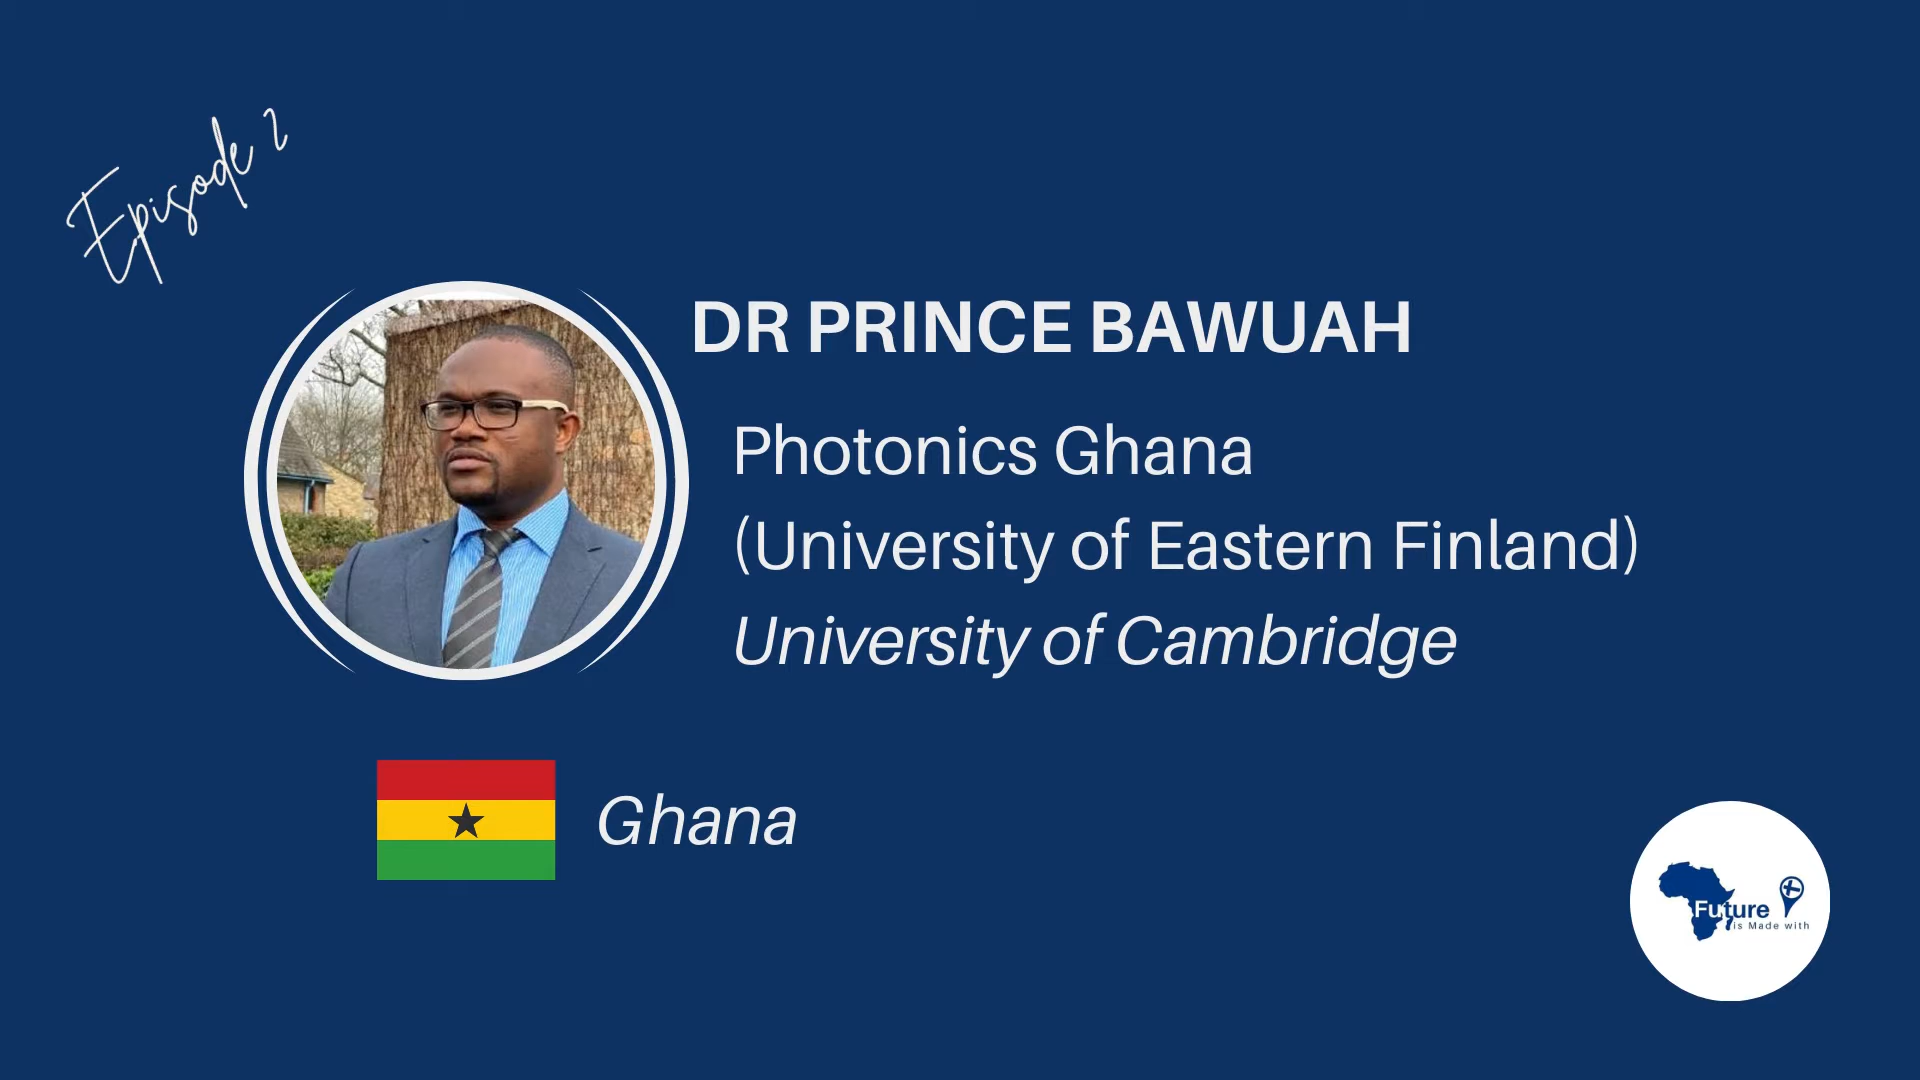 Episode 2
DR PRINCE BAWUAH
Photonics Ghana
(University of Eastern Finland)
University of Cambridge
Ghana
Future
is Made with